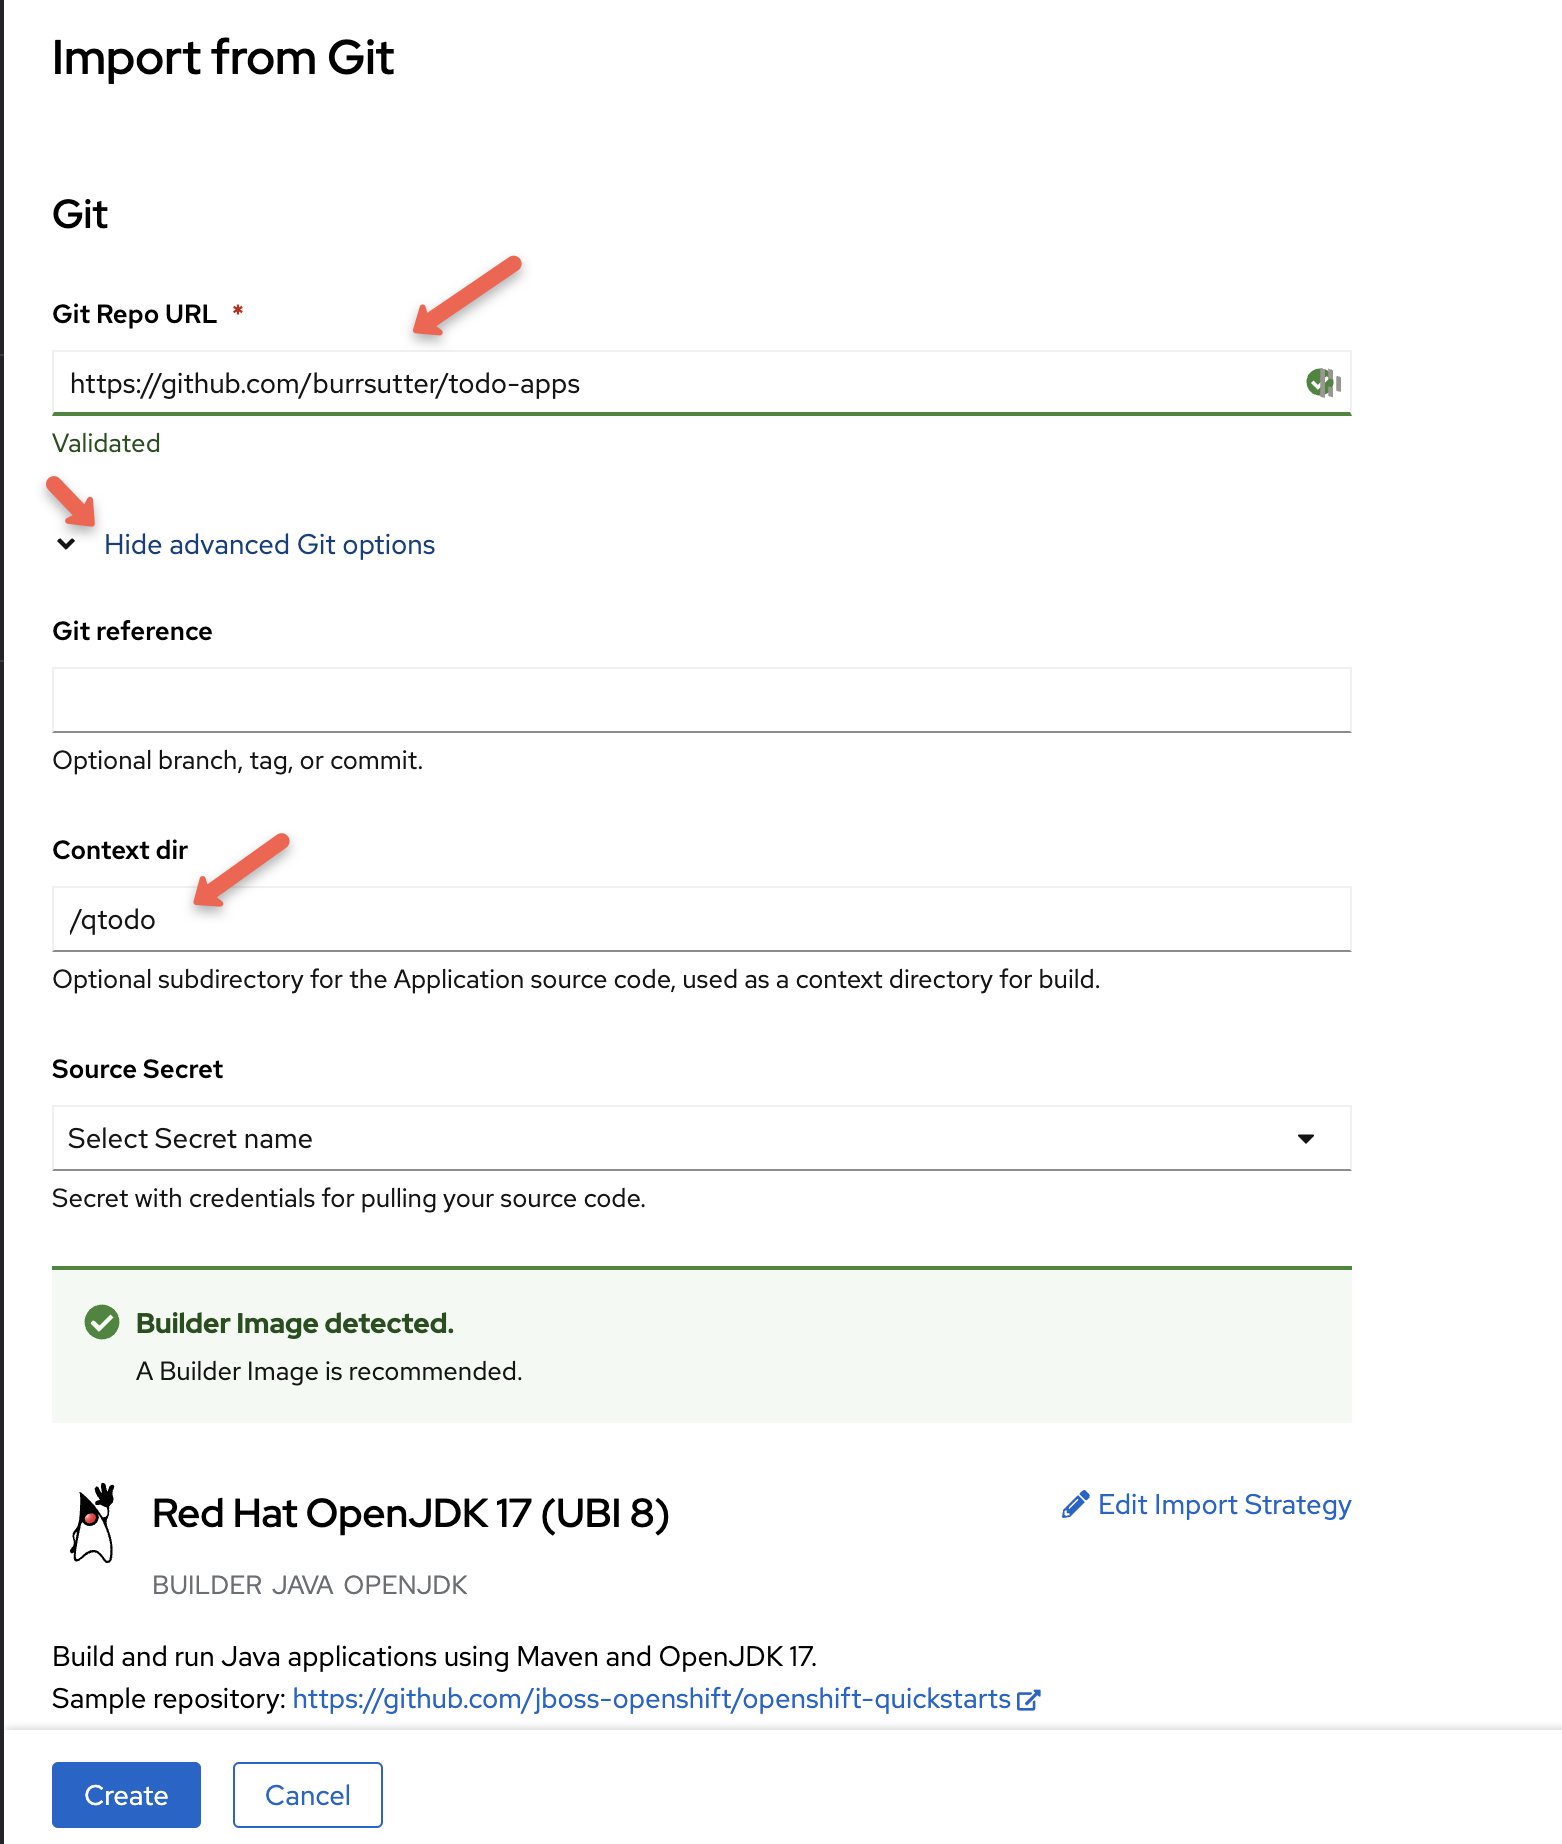 Import from Git
Git
Git Repo URL *
https://github.com/burrsutter/todo-apps
Validated
Hide advanced Git options
Git reference
Optional branch, tag, or commit.
Context dir
/qtodo
Optional subdirectory for the Application source code, used as a context directory for build.
Source Secret
Select Secret name
Secret with credentials for pulling your source code.
Builder Image detected.
A Builder Image is recommended.
Red Hat OpenJDK 17 (UBI 8)
Edit Import Strategy
BUILDER JAVA OPENJDK
Build and run Java applications using Maven and OpenJDK 17.
Sample repository: https://github.com/jboss-openshift/openshift-quickstarts
Create
Cancel